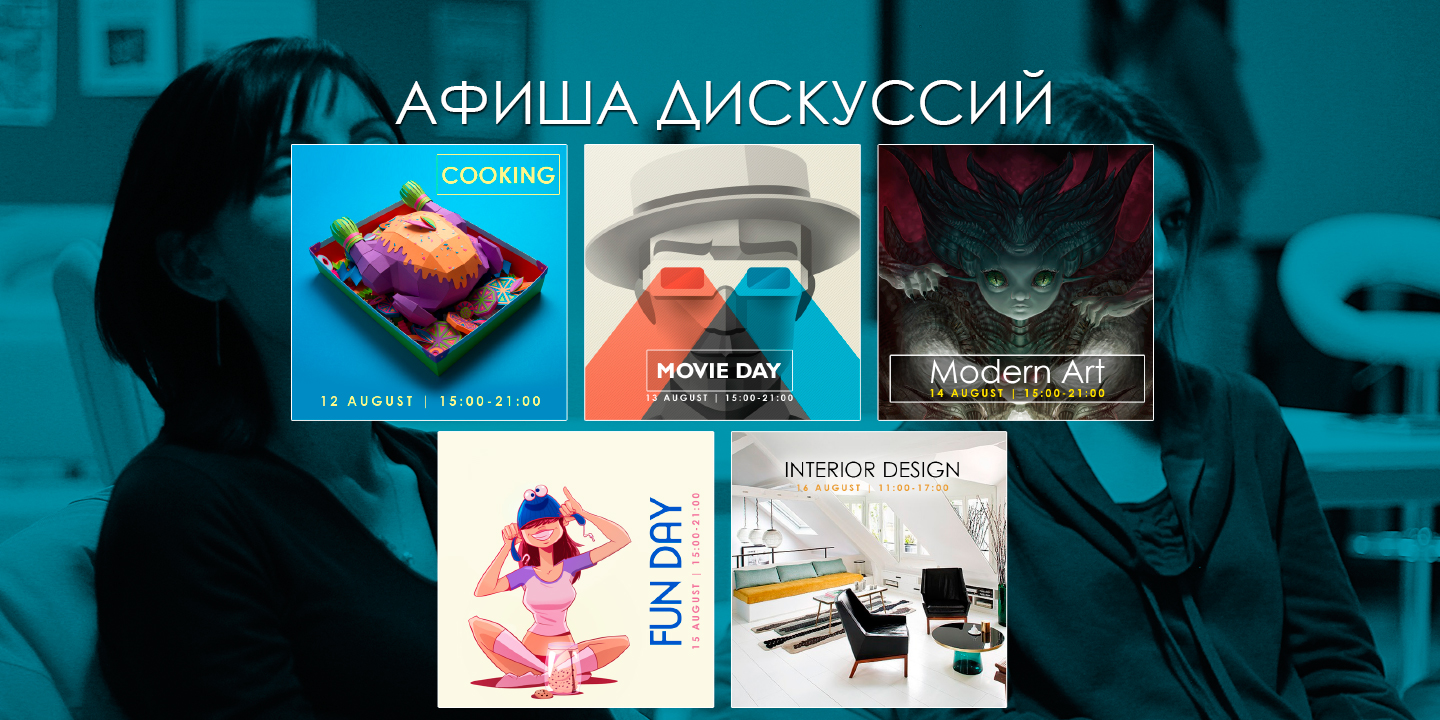 АФИША ДИСКУССИЙ
COOKING
12 AUGUST | 15:00-21:00
MOVIE DAY
13 AUGUST | 15:00-21:00
Modern Art
14 AUGUST | 15:00-21:00
FUN DAY
15 AUGUST | 15:00-21:00
INTERIOR DESIGN
16 AUGUST | 11:00-17:00